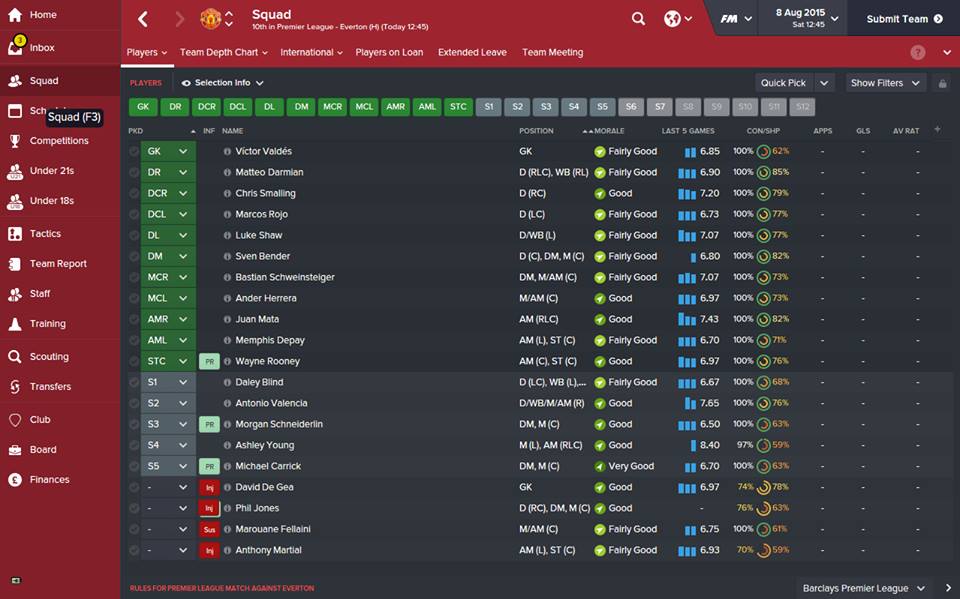 Home
3
Inbox
Squad
Squad (F3)
Competitions
Under 21s
Under 18s
Tactics
Team Report
Staff
Training
Scouting
Transfers
Club
Board
Finances
Squad
10th in Premier League - Everton (H) (Today 12:45)
FM
8 Aug 2015
Sat 12:45
Submit Team
Players Team Depth Chart International Players on Loan Extended Leave Team Meeting ?
PLAYERS Selection Info Quick Pick Show Filters
GK DR DCR DCL DL DM MCR MCL AMR AML STC S1 S2 S3 S4 S5 S6 S7 S8 S9 S10 S11 S12
PKD INF NAME POSITION MORALE LAST 5 GAMES CON/SHP APPS GLS AV RAT +
GK Víctor Valdés GK Fairly Good 6.85 100% 62% - - -
DR Matteo Darmian D (RLC), WB (RL) Fairly Good 6.90 100% 85% - - -
DCR Chris Smalling D (RC) Good 7.20 100% 79% - - -
DCL Marcos Rojo D (LC) Fairly Good 6.73 100% 77% - - -
DL Luke Shaw D/WB (L) Fairly Good 7.07 100% 77% - - -
DM Sven Bender D (C), DM, M (C) Fairly Good 6.80 100% 82% - - -
MCR Bastian Schweinsteiger DM, M/AM (C) Fairly Good 7.07 100% 73% - - -
MCL Ander Herrera M/AM (C) Good 6.97 100% 73% - - -
AMR Juan Mata AM (RLC) Good 7.43 100% 82% - - -
AML Memphis Depay AM (L), ST (C) Fairly Good 6.70 100% 71% - - -
STC PR Wayne Rooney AM (C), ST (C) Good 6.97 100% 76% - - -
S1 Daley Blind D (LC), WB (L),... Fairly Good 6.67 100% 68% - - -
S2 Antonio Valencia D/WB/M/AM (R) Good 7.65 100% 76% - - -
S3 PR Morgan Schneiderlin DM, M (C) Good 6.50 100% 63% - - -
S4 Ashley Young M (L), AM (RLC) Good 8.40 97% 59% - - -
S5 PR Michael Carrick DM, M (C) Very Good 6.70 100% 63% - - -
- Inj David De Gea GK Good 6.97 74% 78% - - -
- Inj Phil Jones D (RC), DM, M (C) Good - 76% 63% - - -
- Sus Marouane Fellaini M/AM (C) Fairly Good 6.75 100% 61% - - -
- Inj Anthony Martial AM (L), ST (C) Fairly Good 6.93 70% 59% - - -
RULES FOR PREMIER LEAGUE MATCH AGAINST EVERTON
Barclays Premier League